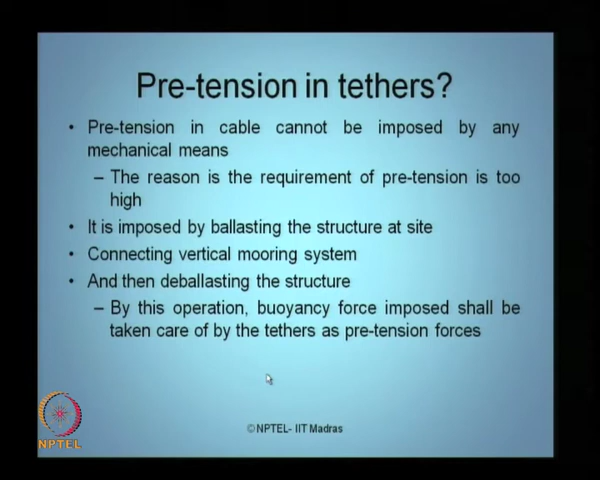 Pre-tension in tethers?
• Pre-tension in cable cannot be imposed by any
mechanical means
– The reason is the requirement of pre-tension is too
high
• It is imposed by ballasting the structure at site
• Connecting vertical mooring system
• And then deballasting the structure
– By this operation, buoyancy force imposed shall be
taken care of by the tethers as pre-tension forces
NPTEL
©NPTEL- IIT Madras